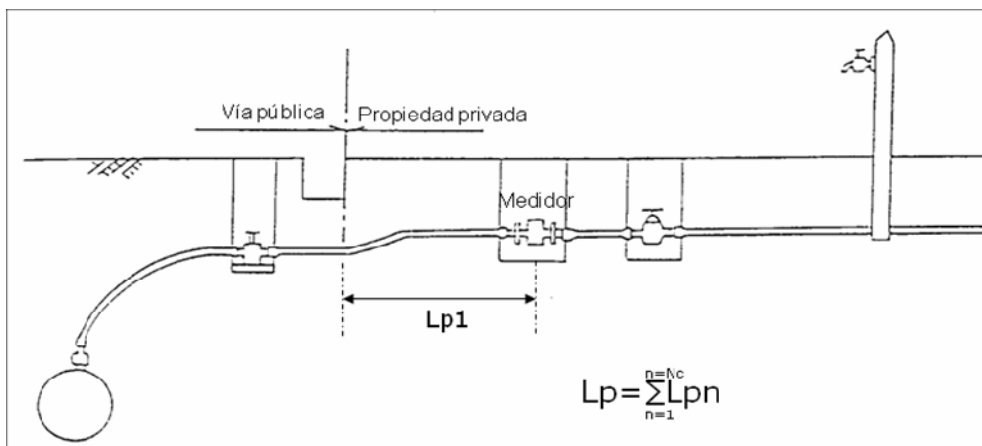 Vía pública
Propiedad privada
Medidor
Lp1
n=Nc
Lp=∑Lpn
n=1